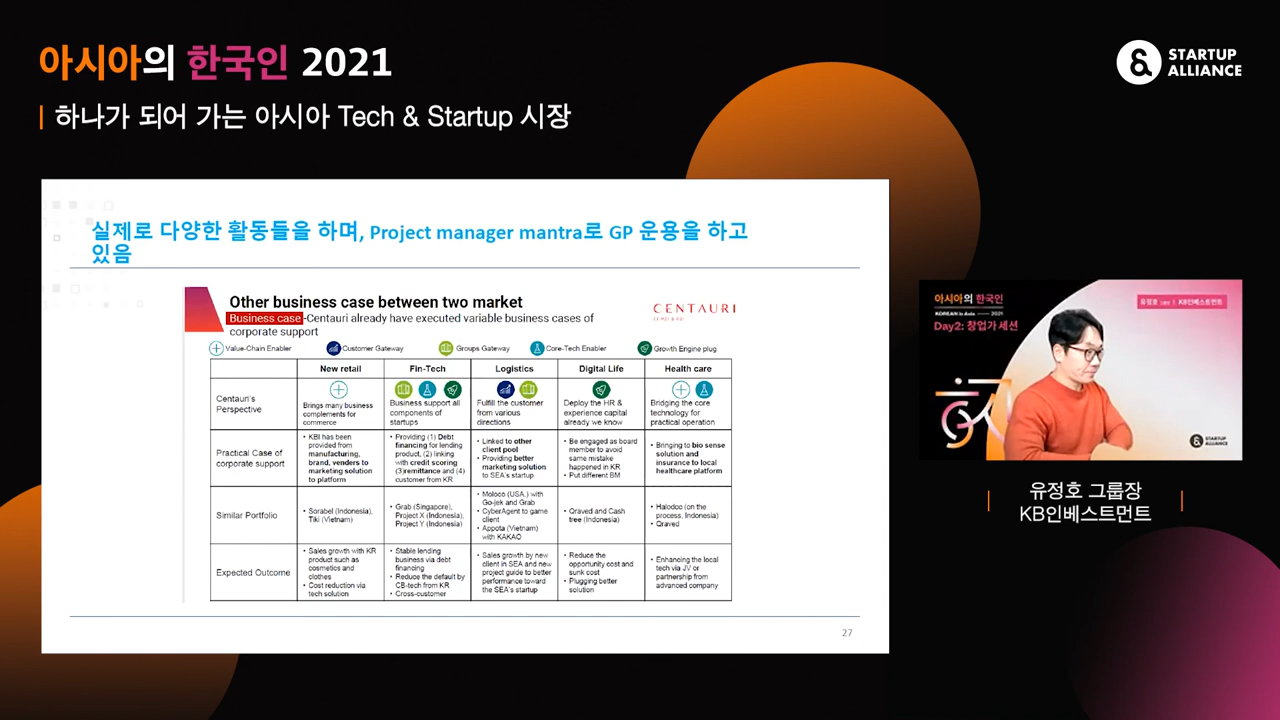 아시아의 한국인 2021
하나가 되어 가는 아시아 Tech & Startup 시장
STARTUP
ALLIANCE
실제로 다양한 활동들을 하며, Project manager mantra로 GP 운용을 하고
있음
Other business case between two market
Business case -Centauri already have executed variable business cases of
corporate support
CENTAURI
Value-Chain Enabler
Customer Gateway
Groups Gateway
Core-Tech Enabler
Growth Engine plug
New retail
Fin-Tech
Logistics
Digital Life
Health care
Centauri's
Perspective
Brings many business
complements for
commerce
Business support all
components of
startups
Fulfill the customer
from various
directions
Deploy the HR &
experience capital
already we know
Bridging the core
technology for
practical operation
Practical Case of
corporate support
• KBI has been
provided from
manufacturing,
brand, venders to
marketing solution
to platform
• Providing (1) Debt
financing for lending
product, (2) linking
with credit scoring
(3)remittance and (4)
customer from KR
• Linked to other
client pool
• Providing better
marketing solution
to SEA's startup
• Be engaged as board
member to avoid
same mistake
happened in KR
• Put different BM
• Bringing to bio sense
solution and
insurance to local
healthcare platform
Similar Portfolio
• Sorabel (Indonesia),
Tiki (Vietnam)
• Grab (Singapore),
Project X (Indonesia),
Project Y (Indonesia)
• Moloco (USA,) with
Go-jek and Grab
• CyberAgent to game
client
• Appota (Vietnam)
with KAKAO
• Qraved and Cash
tree (Indonesia)
• Halodoc (on the
process, Indonesia)
• Qraved
Expected Outcome
• Sales growth with KR
product such as
cosmetics and
clothes
• Cost reduction via
tech solution
• Stable lending
business via debt
financing
• Reduce the default by
CB-tech from KR
• Cross-customer
• Sales growth by new
client in SEA and new
project guide to better
performance toward
the SEA's startup
• Reduce the
opportunity cost and
sunk cost
• Plugging better
solution
• Enhancing the local
tech via JV or
partnership from
advanced company
27
아시아의 한국인
KOREAN in Asia 2021
Day2: 창업가 세션
유정호 그룹장 | KB인베스트먼트
STARTUP
ALLIANCE
유정호 그룹장
KB인베스트먼트